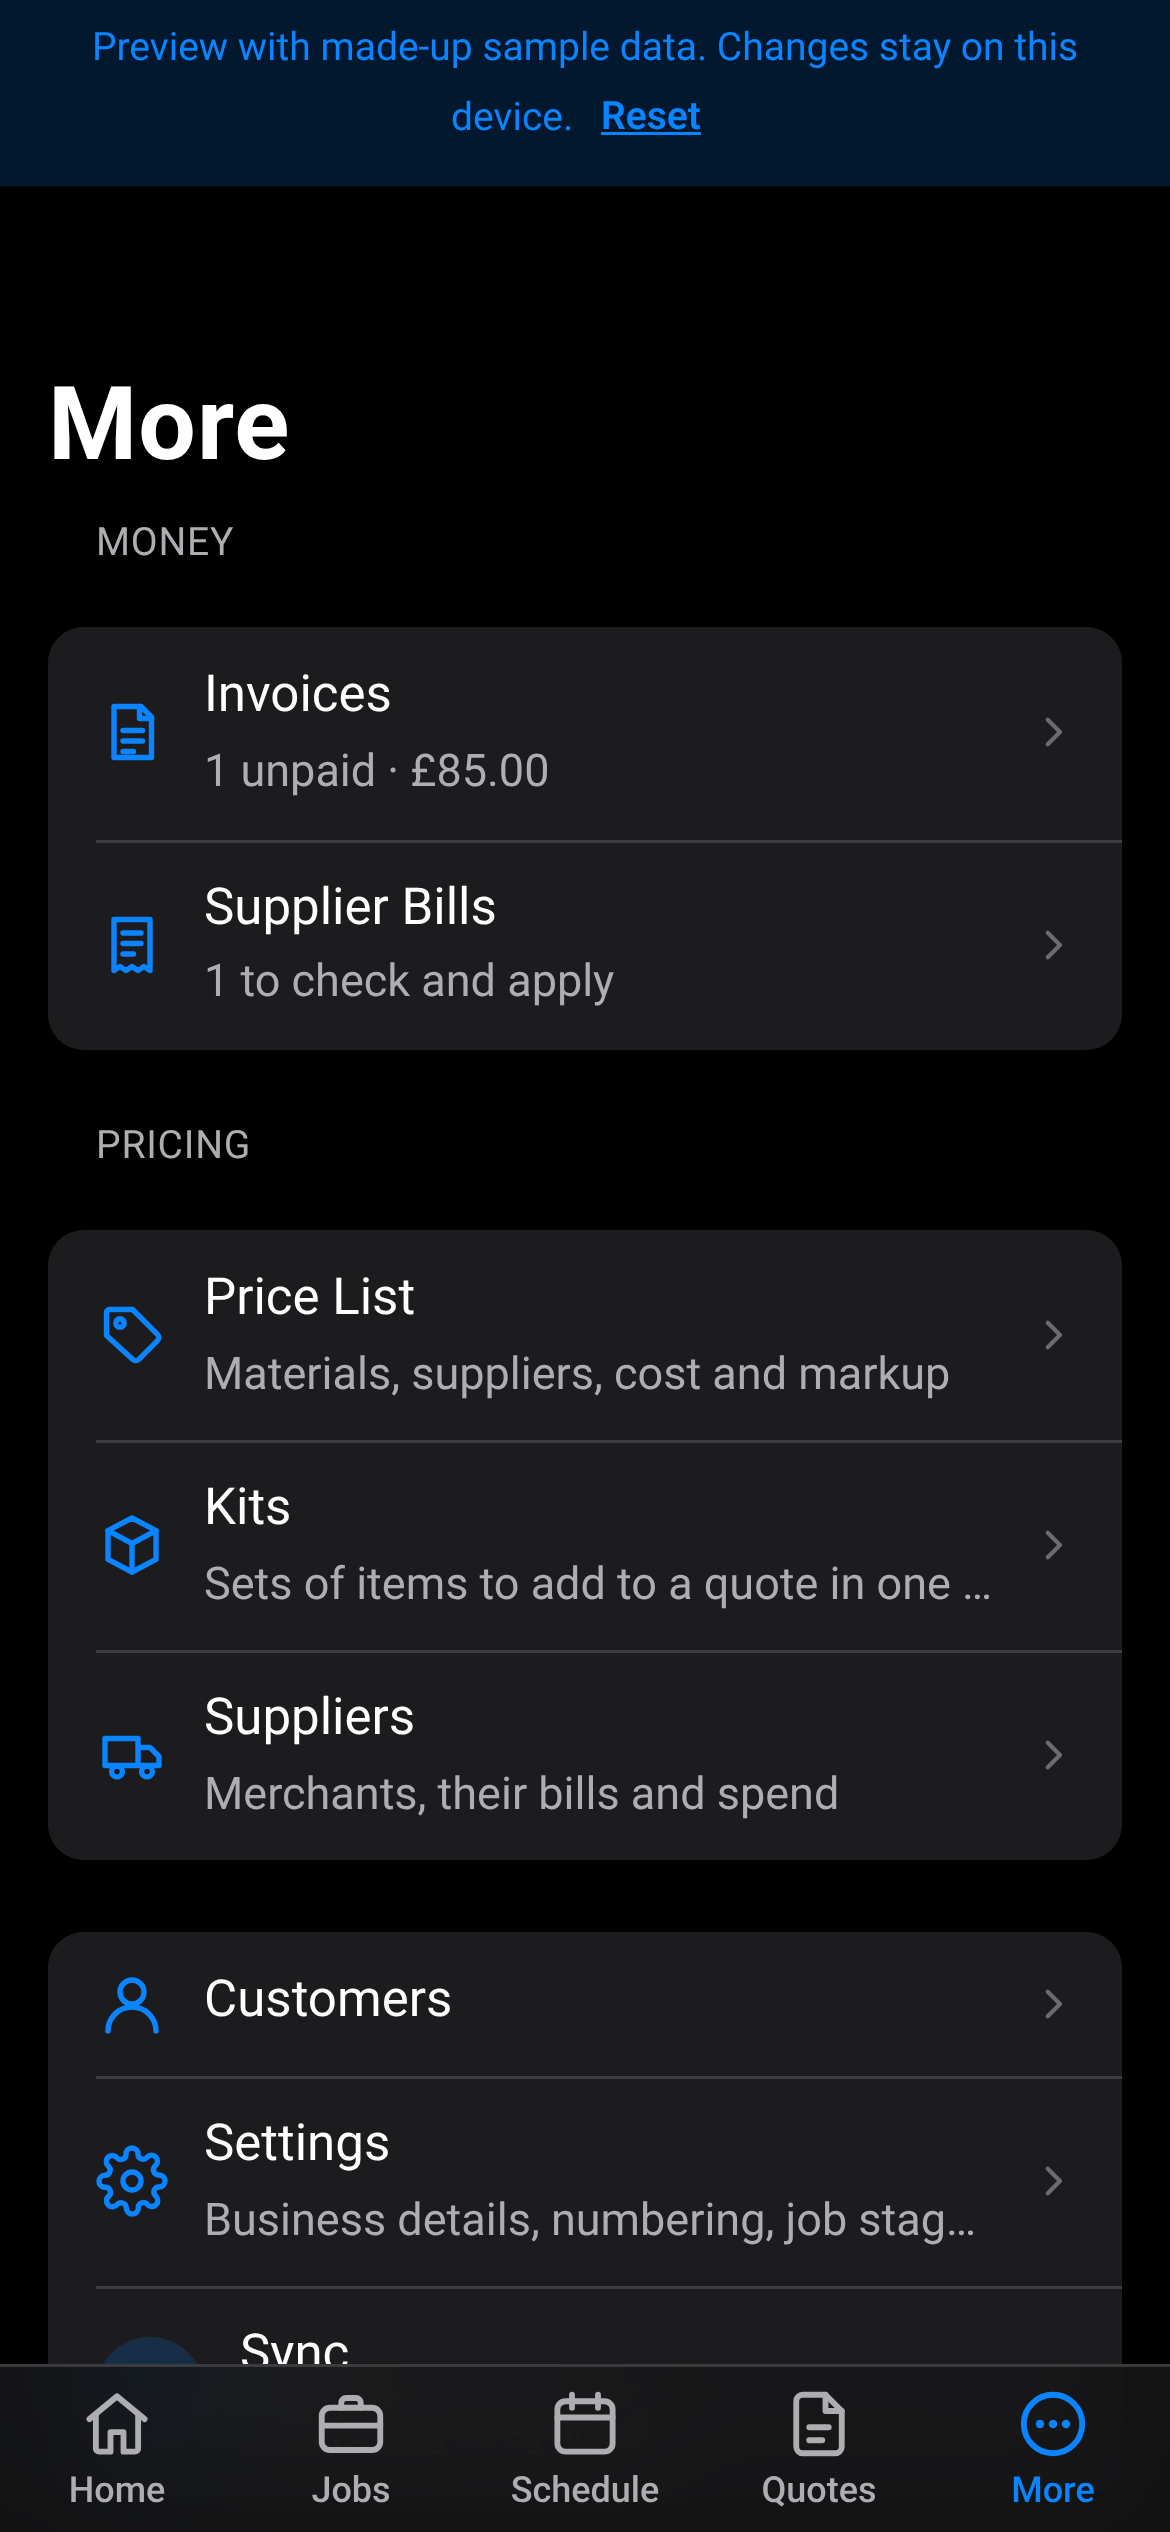 Preview with made-up sample data. Changes stay on this
device. Reset
More
MONEY
Invoices
1 unpaid · £85.00
Supplier Bills
1 to check and apply
PRICING
Price List
Materials, suppliers, cost and markup
Kits
Sets of items to add to a quote in one ...
Suppliers
Merchants, their bills and spend
Customers
Settings
Business details, numbering, job stag...
Sync
Home
Jobs
Schedule
Quotes
More